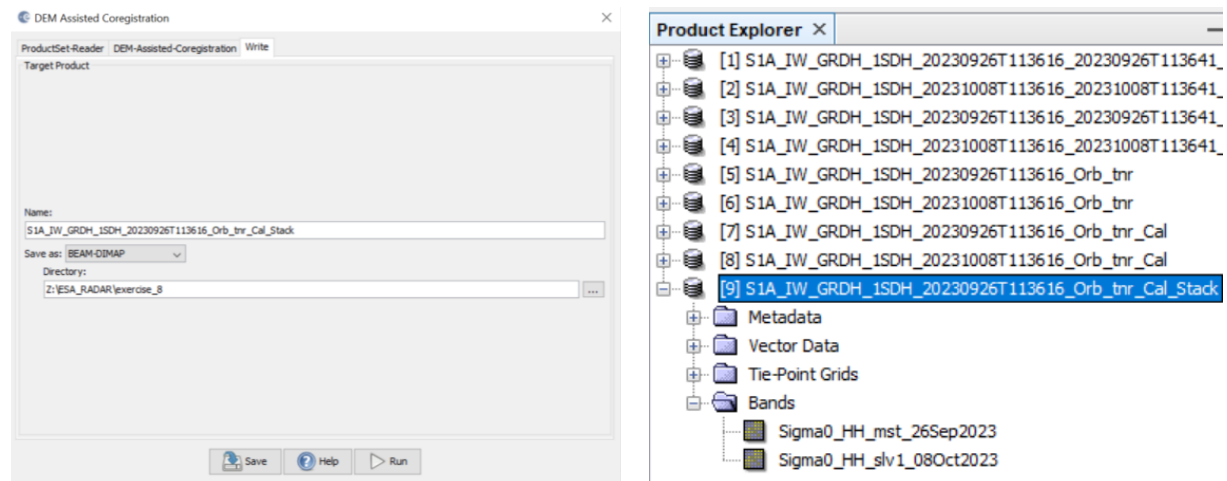 DEM Assisted Coregistration
ProductSet-Reader DEM-Assisted-Coregistration Write
Target Product
Name:
S1A_IW_GRDH_1SDH_20230926T113616_Orb_tnr_Cal_Stack
Save as: BEAM-DIMAP
Directory:
Z:\ESA_RADAR\exercise_8
...
Save Help Run
Product Explorer
[1] S1A_IW_GRDH_1SDH_20230926T113616_20230926T113641_
[2] S1A_IW_GRDH_1SDH_20231008T113616_20231008T113641_
[3] S1A_IW_GRDH_1SDH_20230926T113616_20230926T113641_
[4] S1A_IW_GRDH_1SDH_20231008T113616_20231008T113641_
[5] S1A_IW_GRDH_1SDH_20230926T113616_Orb_tnr
[6] S1A_IW_GRDH_1SDH_20231008T113616_Orb_tnr
[7] S1A_IW_GRDH_1SDH_20230926T113616_Orb_tnr_Cal
[8] S1A_IW_GRDH_1SDH_20231008T113616_Orb_tnr_Cal
[9] S1A_IW_GRDH_1SDH_20230926T113616_Orb_tnr_Cal_Stack
Metadata
Vector Data
Tie-Point Grids
Bands
Sigma0_HH_mst_26Sep2023
Sigma0_HH_slv1_08Oct2023